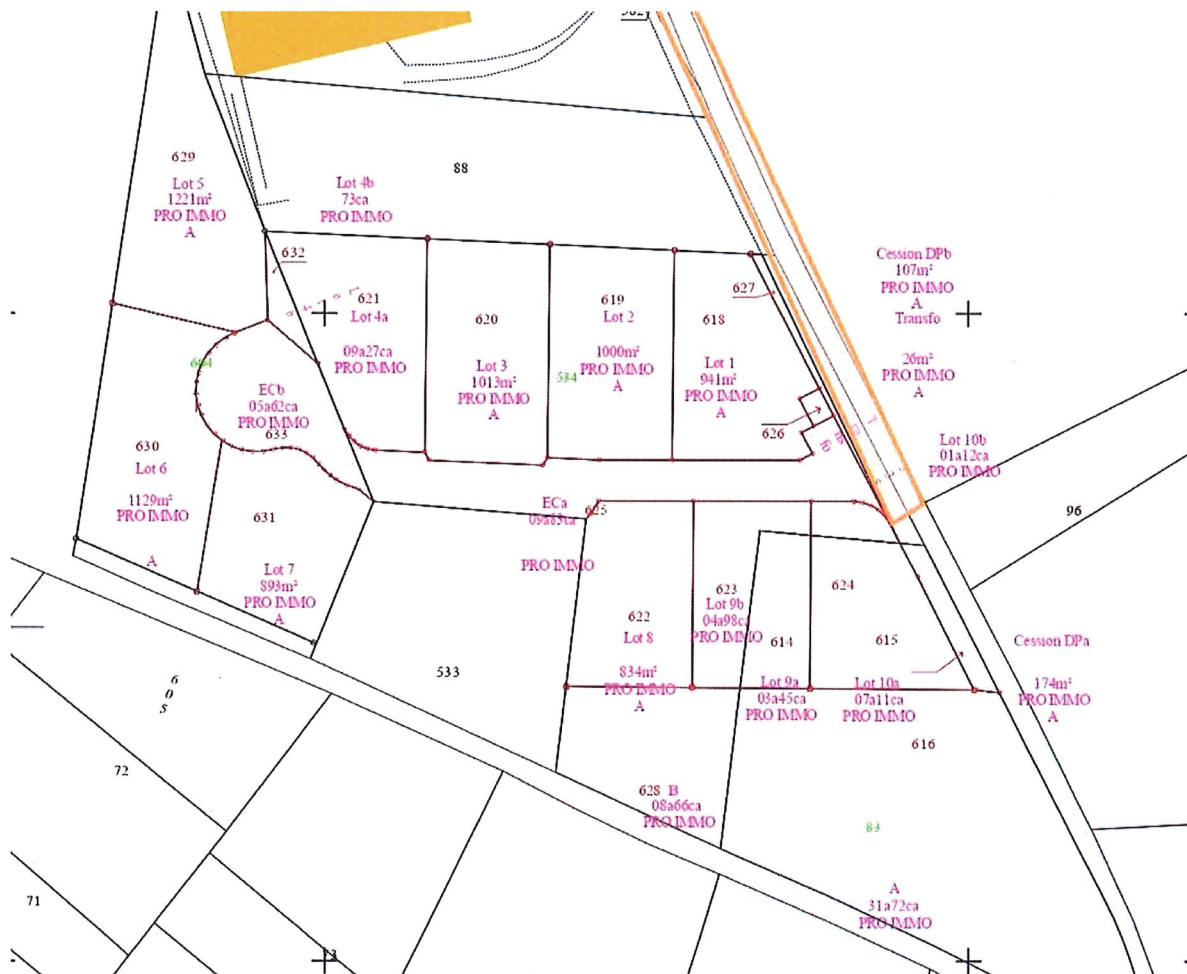 629
Lot 5
1221m²
PRO IMMO
A
Lot 4b
73ca
PRO IMMO
88
632
621
Lot 4a
09a27ca
PRO IMMO
620
Lot 3
1013m²
PRO IMMO
A
619
Lot 2
1000m²
PRO IMMO
A
534
627
618
Lot 1
941m²
PRO IMMO
A
626
Cession DPb
107m²
PRO IMMO
A
Transfo
26m²
PRO IMMO
A
Lot 10b
01a12ca
PRO IMMO
96
ECb
05a62ca
PRO IMMO
633
630
Lot 6
1129m²
PRO IMMO
A
631
Lot 7
893m²
PRO IMMO
A
ECa
09a83ca
PRO IMMO
625
622
Lot 8
834m²
PRO IMMO
A
623
Lot 9b
04a98ca
PRO IMMO
614
Lot 9a
03a45ca
PRO IMMO
624
615
Lot 10a
07a11ca
PRO IMMO
Cession DPa
174m²
PRO IMMO
A
616
533
605
72
71
628 B
08a66ca
PRO IMMO
83
A
31a72ca
PRO IMMO